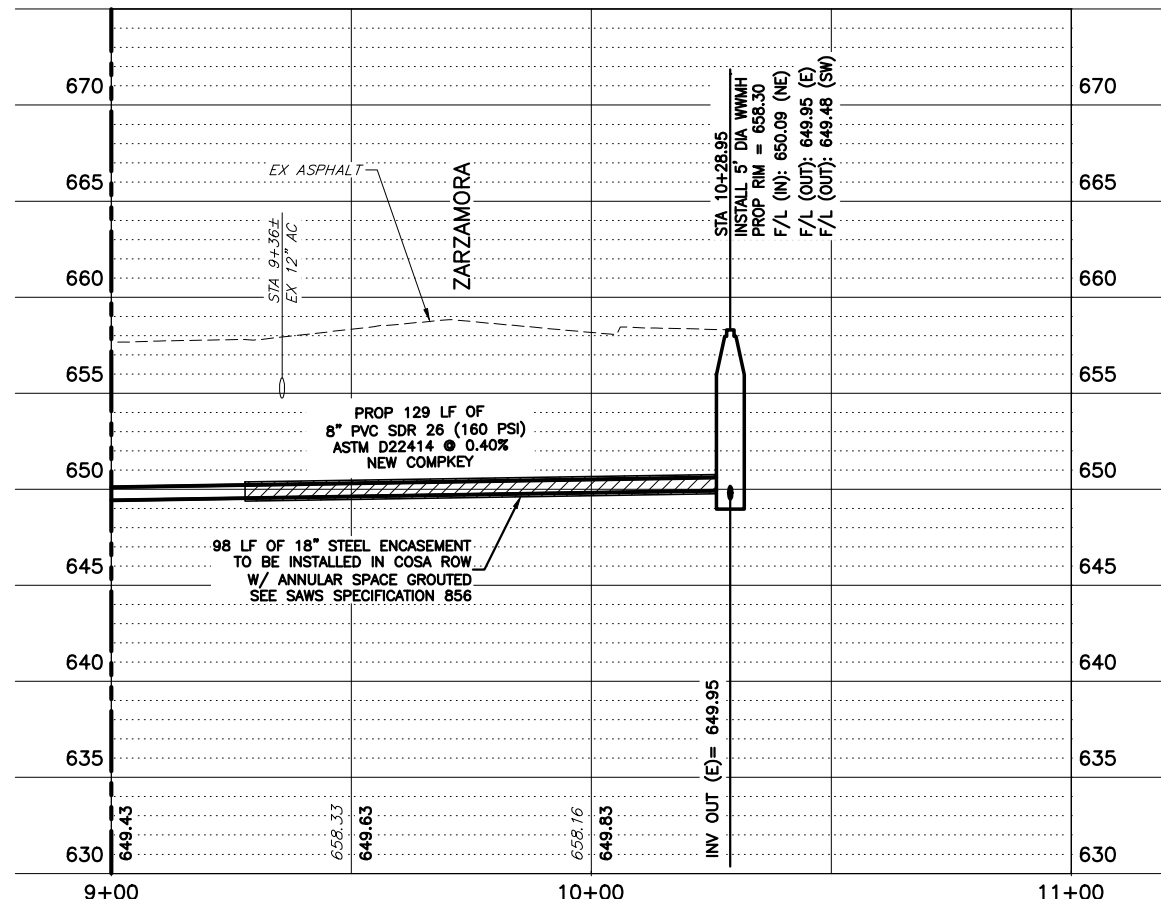 670
665
660
655
650
645
640
635
630
670
665
660
655
650
645
640
635
630
EX ASPHALT
ZARZAMORA
STA 9+36±
EX 12" AC
STA 10+28.95
INSTALL 5' DIA WWMH
PROP RIM = 658.30
F/L (IN): 650.09 (NE)
F/L (OUT): 649.95 (E)
F/L (OUT): 649.48 (SW)
PROP 129 LF OF
8" PVC SDR 26 (160 PSI)
ASTM D22414 @ 0.40%
NEW COMPKEY
98 LF OF 18" STEEL ENCASEMENT
TO BE INSTALLED IN COSA ROW
W/ ANNULAR SPACE GROUTED
SEE SAWS SPECIFICATION 856
INV OUT (E)= 649.95
649.43
658.33
649.63
658.16
649.83
9+00
10+00
11+00